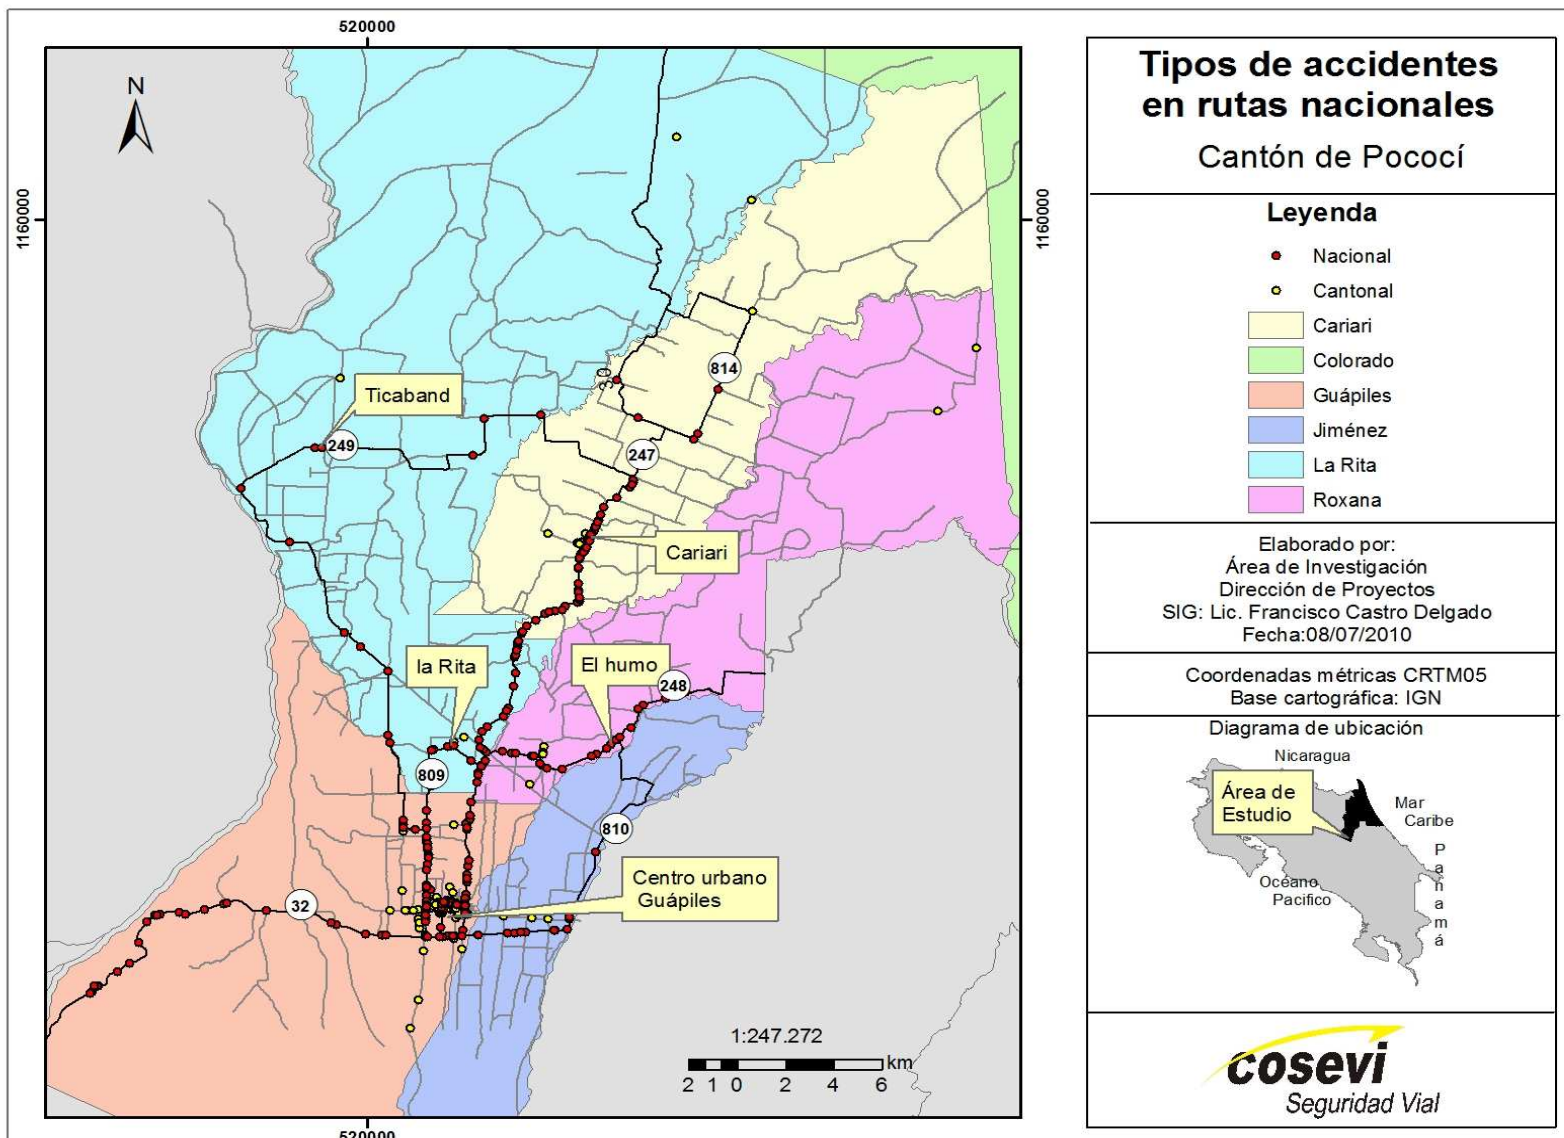 520000
N
1160000
1160000
814
30
Ticaband
249
247
Cariari
la Rita
El humo
248
809
810
Centro urbano
Guápiles
32
1:247.272
km
2 1 0 2 4 6
520000
Tipos de accidentes
en rutas nacionales
Cantón de Pococí
Leyenda
Nacional
Cantonal
Cariari
Colorado
Guápiles
Jiménez
La Rita
Roxana
Elaborado por:
Área de Investigación
Dirección de Proyectos
SIG: Lic. Francisco Castro Delgado
Fecha:08/07/2010
Coordenadas métricas CRTM05
Base cartográfica: IGN
Diagrama de ubicación
Nicaragua
Área de
Estudio
Mar
Caribe
Panamá
Océano
Pacífico
cosevi
Seguridad Vial